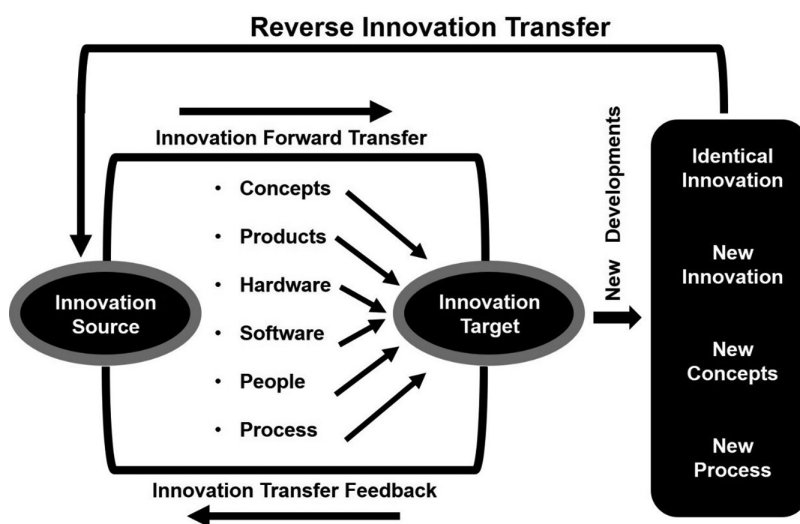 Reverse Innovation Transfer
Innovation Forward Transfer
• Concepts
• Products
• Hardware
• Software
• People
• Process
Innovation
Source
Innovation
Target
Innovation Transfer Feedback
New Developments
Identical
Innovation
New
Innovation
New
Concepts
New
Process